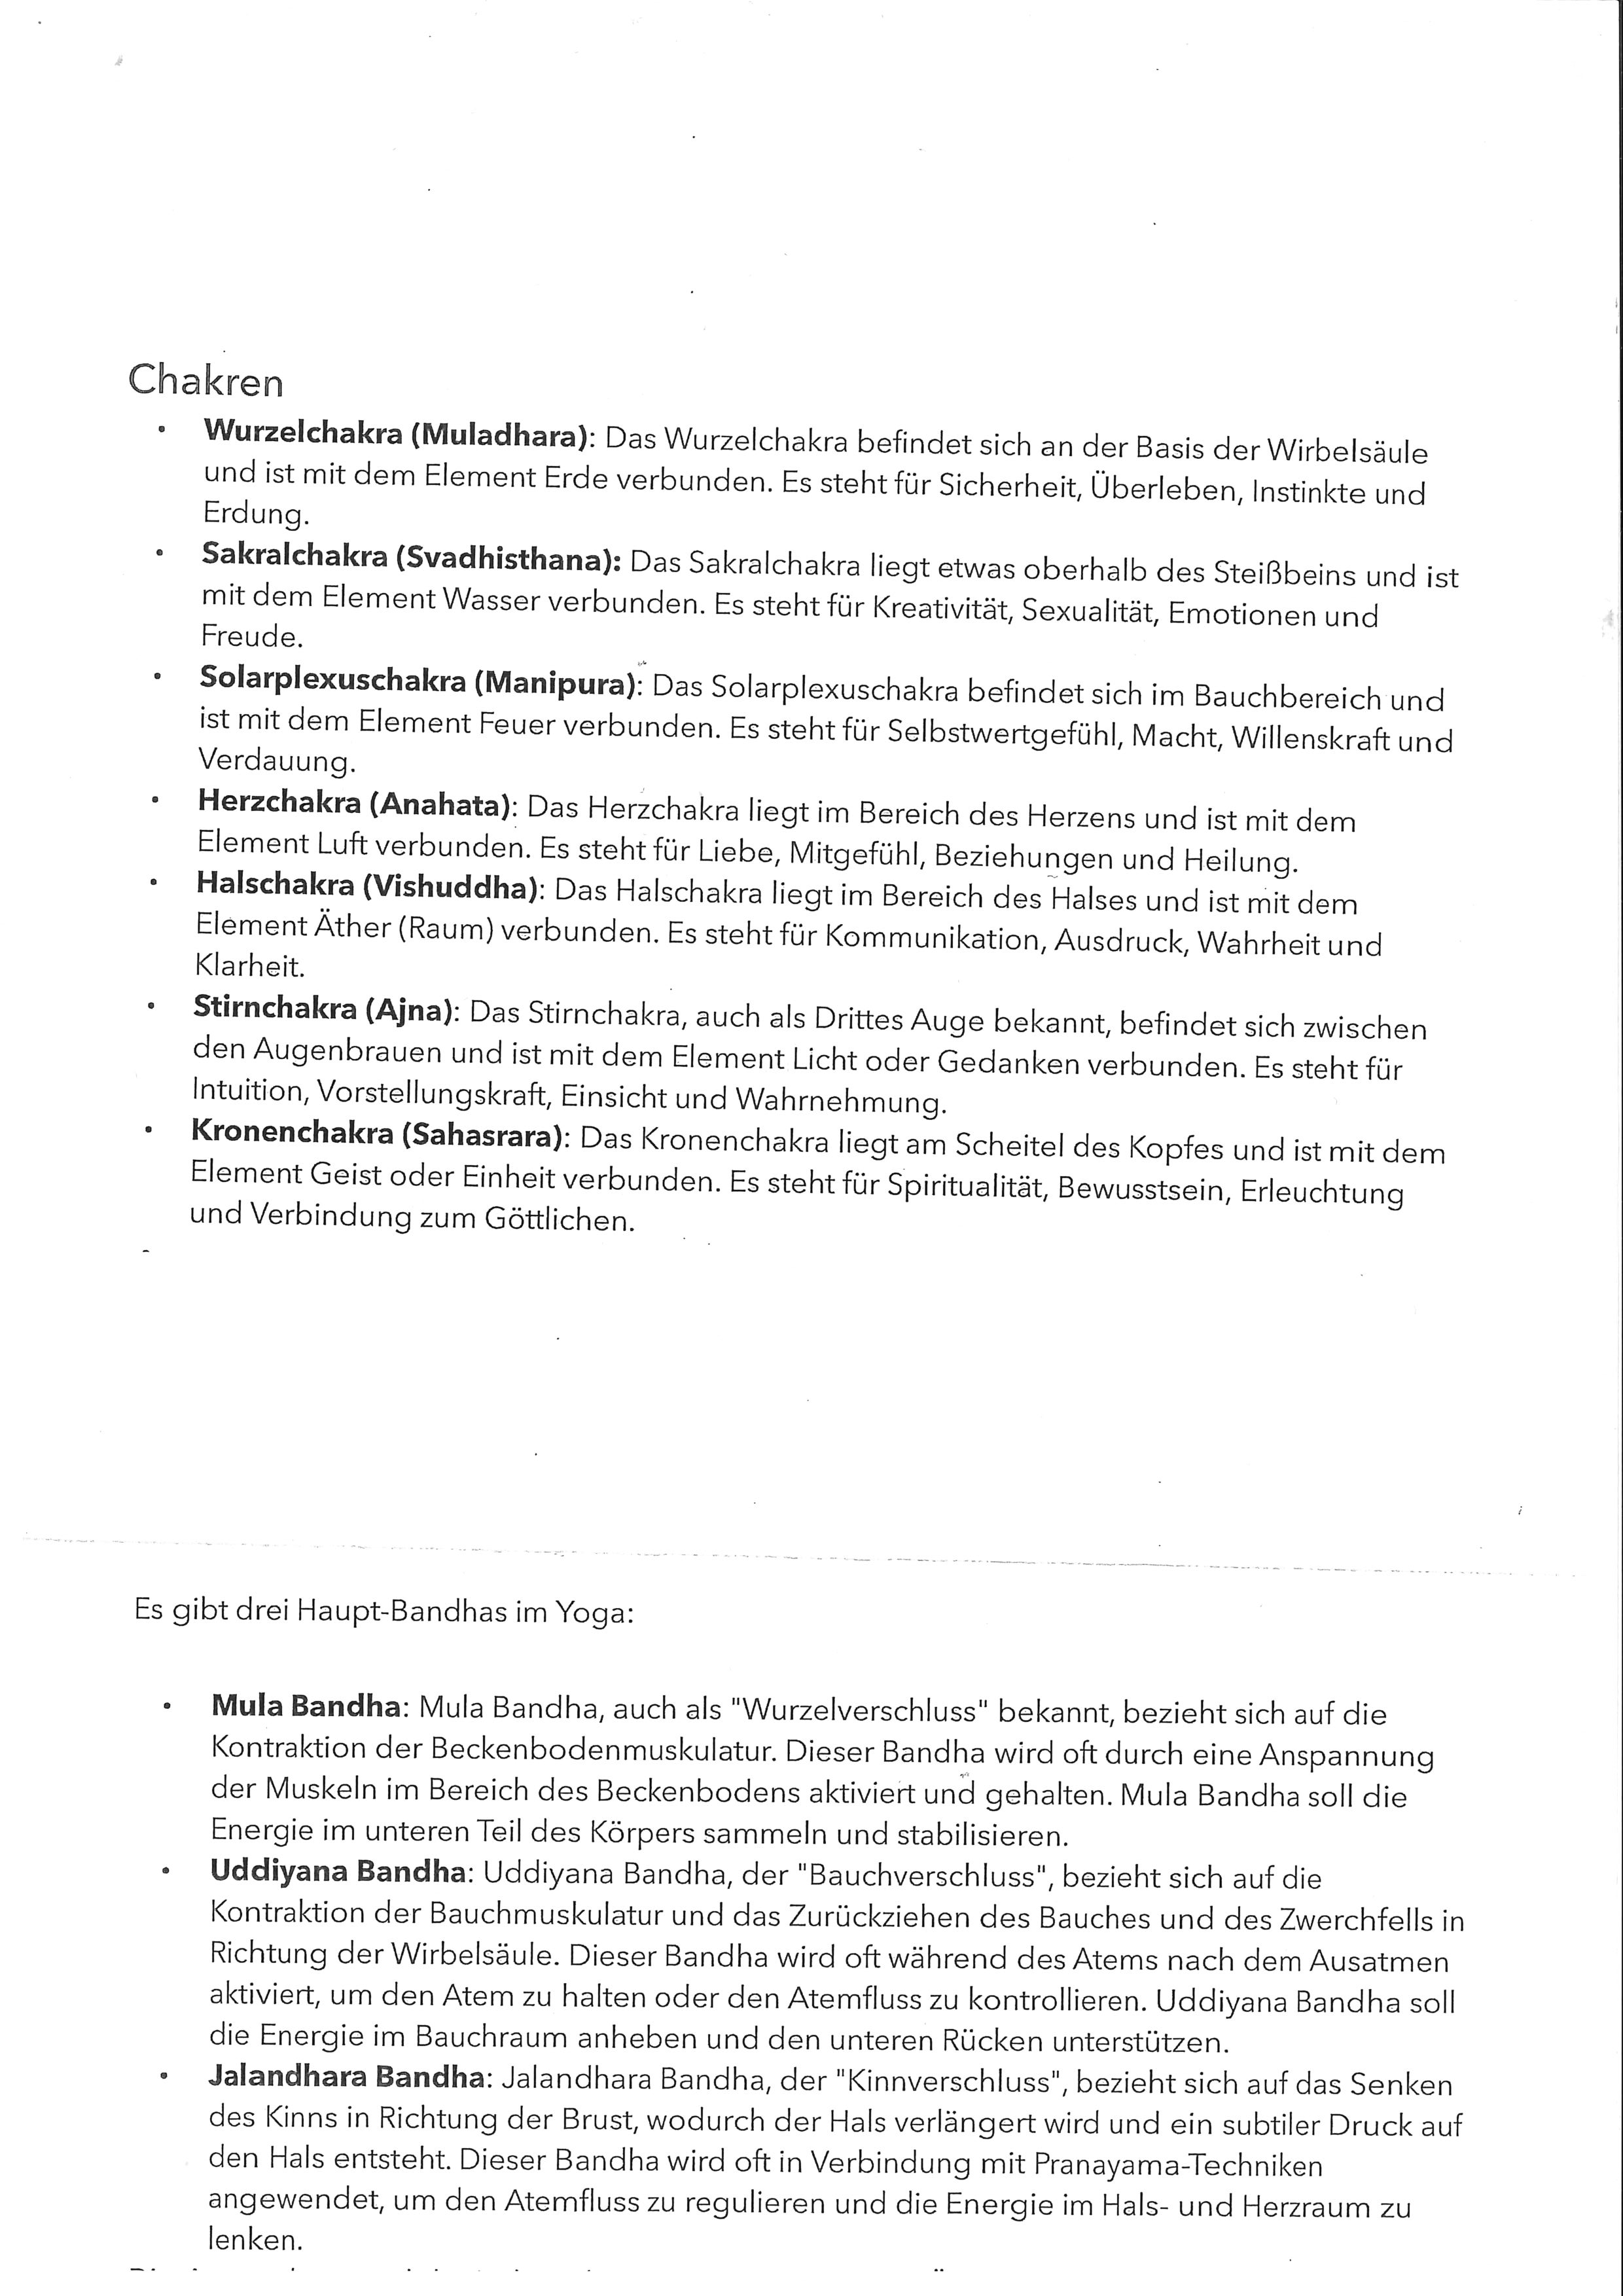 Chakren
• Wurzelchakra (Muladhara): Das Wurzelchakra befindet sich an der Basis der Wirbelsäule
und ist mit dem Element Erde verbunden. Es steht für Sicherheit, Überleben, Instinkte und
Erdung.
• Sakralchakra (Svadhisthana): Das Sakralchakra liegt etwas oberhalb des Steißbeins und ist
mit dem Element Wasser verbunden. Es steht für Kreativität, Sexualität, Emotionen und
Freude.
• Solarplexuschakra (Manipura): Das Solarplexuschakra befindet sich im Bauchbereich und
ist mit dem Element Feuer verbunden. Es steht für Selbstwertgefühl, Macht, Willenskraft und
Verdauung.
• Herzchakra (Anahata): Das Herzchakra liegt im Bereich des Herzens und ist mit dem
Element Luft verbunden. Es steht für Liebe, Mitgefühl, Beziehungen und Heilung.
• Halschakra (Vishuddha): Das Halschakra liegt im Bereich des Halses und ist mit dem
Element Äther (Raum) verbunden. Es steht für Kommunikation, Ausdruck, Wahrheit und
Klarheit.
• Stirnchakra (Ajna): Das Stirnchakra, auch als Drittes Auge bekannt, befindet sich zwischen
den Augenbrauen und ist mit dem Element Licht oder Gedanken verbunden. Es steht für
Intuition, Vorstellungskraft, Einsicht und Wahrnehmung.
• Kronenchakra (Sahasrara): Das Kronenchakra liegt am Scheitel des Kopfes und ist mit dem
Element Geist oder Einheit verbunden. Es steht für Spiritualität, Bewusstsein, Erleuchtung
und Verbindung zum Göttlichen.
Es gibt drei Haupt-Bandhas im Yoga:
• Mula Bandha: Mula Bandha, auch als "Wurzelverschluss" bekannt, bezieht sich auf die
Kontraktion der Beckenbodenmuskulatur. Dieser Bandha wird oft durch eine Anspannung
der Muskeln im Bereich des Beckenbodens aktiviert und gehalten. Mula Bandha soll die
Energie im unteren Teil des Körpers sammeln und stabilisieren.
• Uddiyana Bandha: Uddiyana Bandha, der "Bauchverschluss", bezieht sich auf die
Kontraktion der Bauchmuskulatur und das Zurückziehen des Bauches und des Zwerchfells in
Richtung der Wirbelsäule. Dieser Bandha wird oft während des Atems nach dem Ausatmen
aktiviert, um den Atem zu halten oder den Atemfluss zu kontrollieren. Uddiyana Bandha soll
die Energie im Bauchraum anheben und den unteren Rücken unterstützen.
• Jalandhara Bandha: Jalandhara Bandha, der "Kinnverschluss", bezieht sich auf das Senken
des Kinns in Richtung der Brust, wodurch der Hals verlängert wird und ein subtiler Druck auf
den Hals entsteht. Dieser Bandha wird oft in Verbindung mit Pranayama-Techniken
angewendet, um den Atemfluss zu regulieren und die Energie im Hals- und Herzraum zu
lenken.